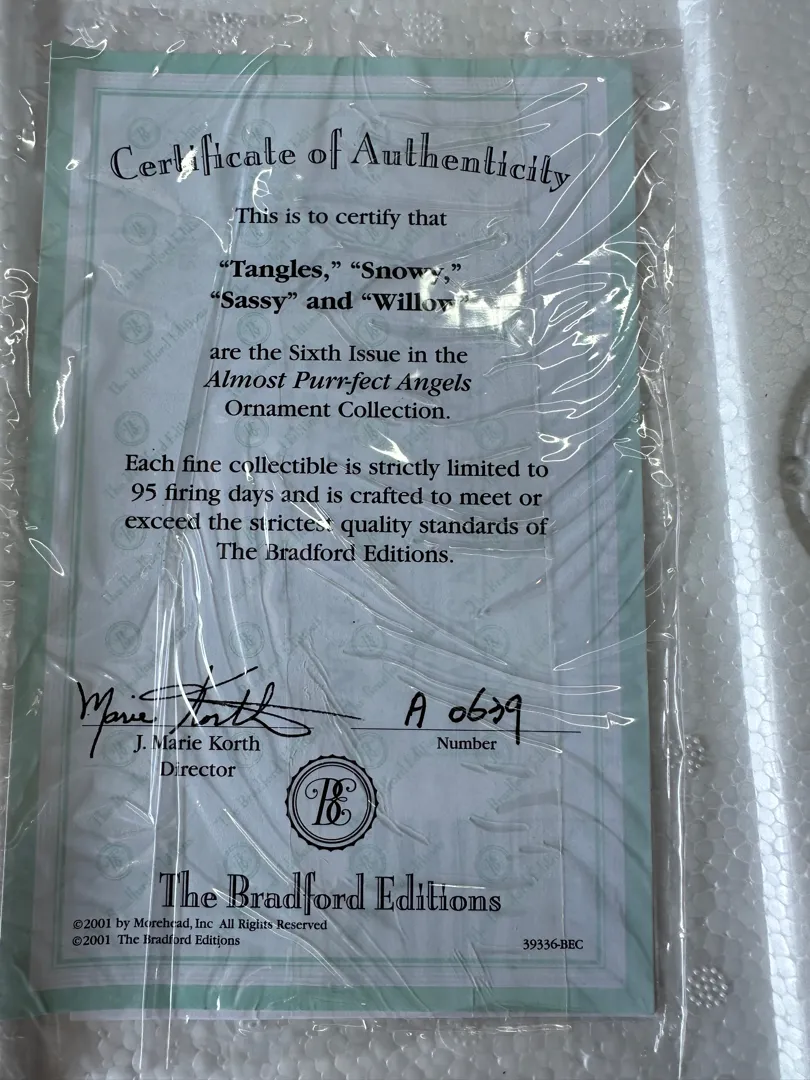 Certificate of Authenticity
This is to certify that
“Tangles,” “Snowy,”
“Sassy” and “Willow”
are the Sixth Issue in the
Almost Purr-fect Angels
Ornament Collection.
Each fine collectible is strictly limited to
95 firing days and is crafted to meet or
exceed the strictest quality standards of
The Bradford Editions.
Marie Korth A 0639
J. Marie Korth Number
Director
BE
The Bradford Editions
©2001 by Morehead, Inc All Rights Reserved
©2001 The Bradford Editions 39336-BEC